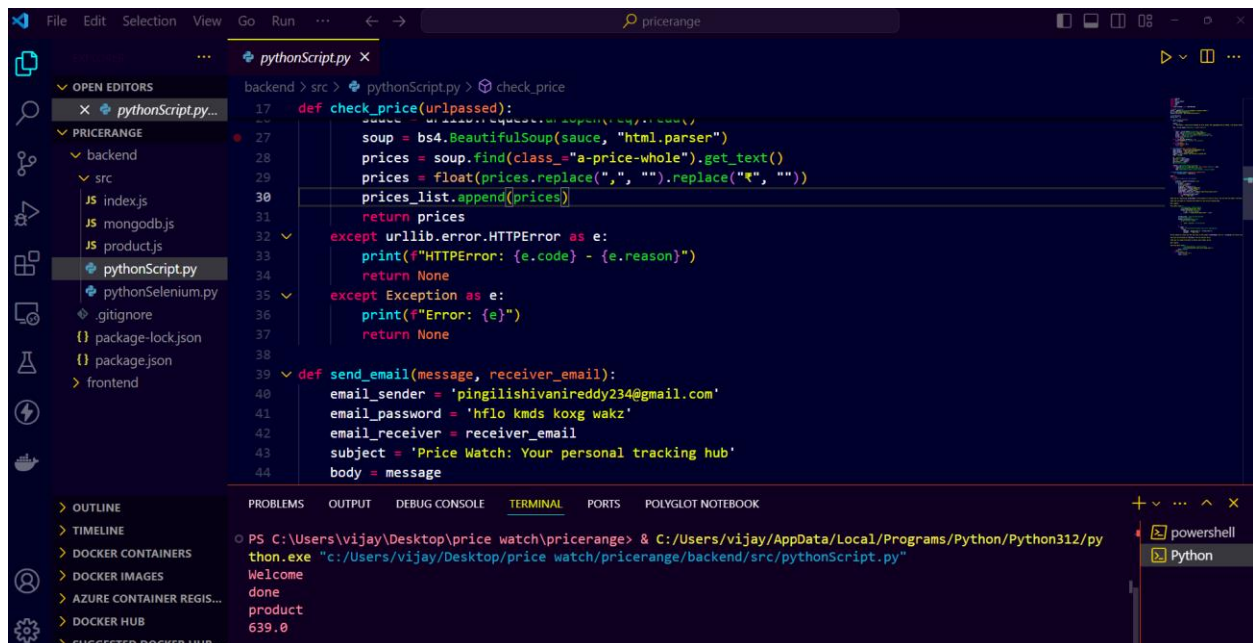 File Edit Selection View Go Run ··· ← → pricerange
pythonScript.py ×
OPEN EDITORS
× pythonScript.py...
PRICERANGE
backend
src
JS index.js
JS mongodb.js
JS product.js
pythonScript.py
pythonSelenium.py
.gitignore
{} package-lock.json
{} package.json
frontend
OUTLINE
TIMELINE
DOCKER CONTAINERS
DOCKER IMAGES
AZURE CONTAINER REGIS...
DOCKER HUB
backend > src > pythonScript.py > check_price
17 def check_price(urlpassed):
27 soup = bs4.BeautifulSoup(sauce, "html.parser")
28 prices = soup.find(class_="a-price-whole").get_text()
29 prices = float(prices.replace(",", "").replace("₹", ""))
30 prices_list.append(prices)
31 return prices
32 except urllib.error.HTTPError as e:
33 print(f"HTTPError: {e.code} - {e.reason}")
34 return None
35 except Exception as e:
36 print(f"Error: {e}")
37 return None
38
39 def send_email(message, receiver_email):
40 email_sender = 'pingilishivanireddy234@gmail.com'
41 email_password = 'hflo kmds koxg wakz'
42 email_receiver = receiver_email
43 subject = 'Price Watch: Your personal tracking hub'
44 body = message
PROBLEMS OUTPUT DEBUG CONSOLE TERMINAL PORTS POLYGLOT NOTEBOOK
PS C:\Users\vijay\Desktop\price watch\pricerange> & C:/Users/vijay/AppData/Local/Programs/Python/Python312/py
thon.exe "c:/Users/vijay/Desktop/price watch/pricerange/backend/src/pythonScript.py"
Welcome
done
product
639.0
powershell
Python